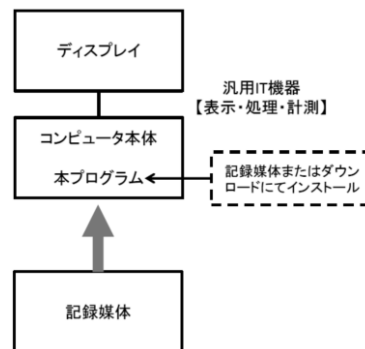 ディスプレイ
汎用IT機器
【表示・処理・計測】
コンピュータ本体
本プログラム
記録媒体またはダウン
ロードにてインストール
記録媒体